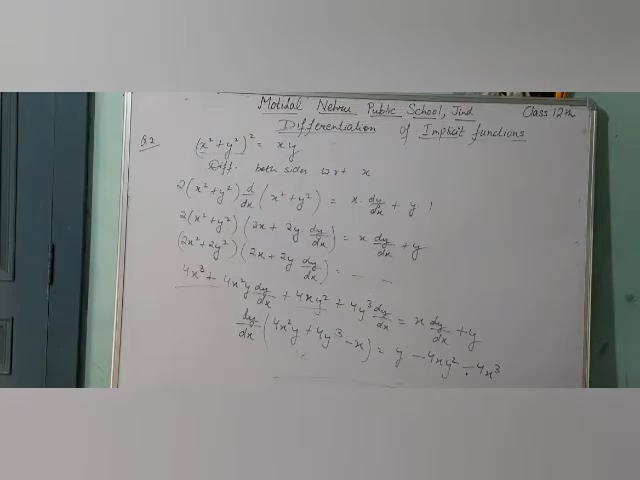 Motilal Nehru Public School, Jind Class 12th
Differentiation of Implicit functions
Q2 (x² + y²)² = xy
Diff. both sides w r t x
2(x² + y²) d/dx (x² + y²) = x · dy/dx + y ·1
2(x² + y²) (2x + 2y dy/dx) = x dy/dx + y
(2x² + 2y²) (2x + 2y dy/dx) = – –
4x³ + 4x²y dy/dx + 4xy² + 4y³ dy/dx = x dy/dx + y
dy/dx (4x²y + 4y³ – x) = y – 4xy² – 4x³